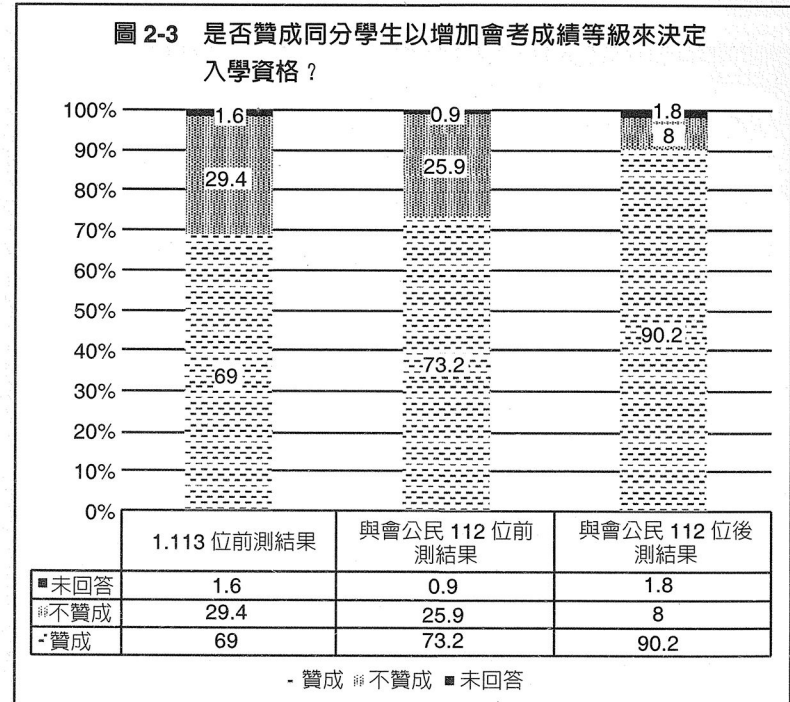 圖 2-3 是否贊成同分學生以增加會考成績等級來決定
入學資格?
100%
90%
80%
70%
60%
50%
40%
30%
20%
10%
0%
1.6
29.4
69
0.9
25.9
73.2
1.8
8
90.2
1.113 位前測結果
與會公民 112 位前
測結果
與會公民 112 位後
測結果
未回答 1.6 0.9 1.8
不贊成 29.4 25.9 8
贊成 69 73.2 90.2
贊成 不贊成 未回答